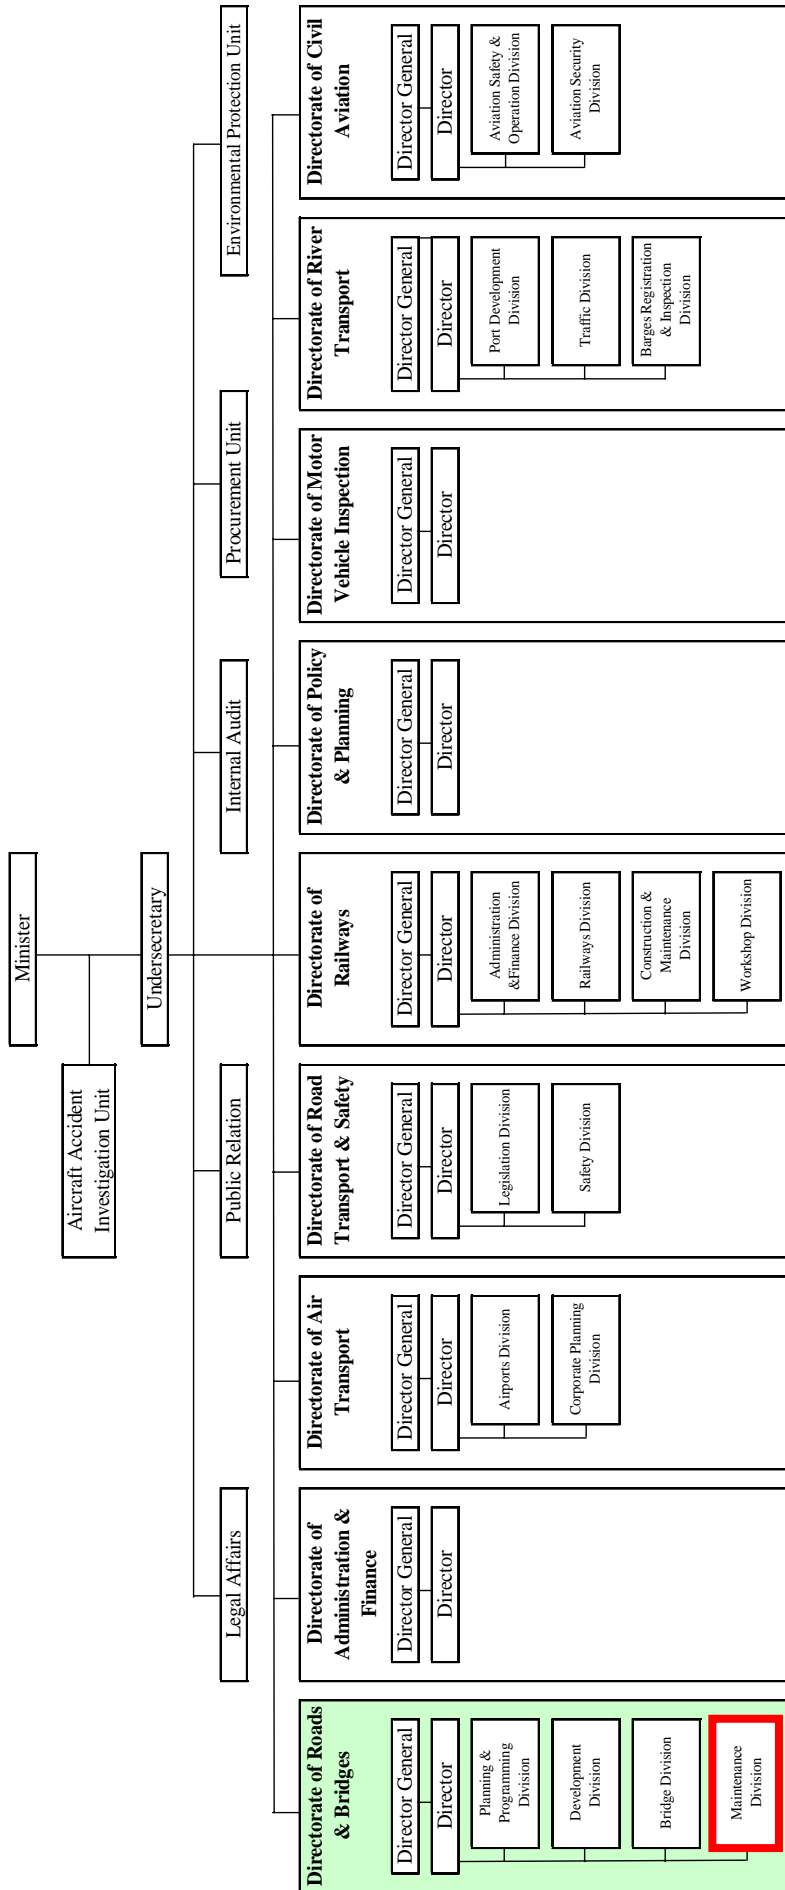 Minister
Aircraft Accident
Investigation Unit
Undersecretary
Legal Affairs
Public Relation
Internal Audit
Procurement Unit
Environmental Protection Unit
Directorate of Roads
& Bridges
Director General
Director
Planning &
Programming
Division
Development
Division
Bridge Division
Maintenance
Division
Directorate of
Administration &
Finance
Director General
Director
Directorate of Air
Transport
Director General
Director
Airports Division
Corporate Planning
Division
Directorate of Road
Transport & Safety
Director General
Director
Legislation Division
Safety Division
Directorate of
Railways
Director General
Director
Administration
&Finance Division
Railways Division
Construction &
Maintenance
Division
Workshop Division
Directorate of Policy
& Planning
Director General
Director
Directorate of Motor
Vehicle Inspection
Director General
Director
Directorate of River
Transport
Director General
Director
Port Development
Division
Traffic Division
Barges Registration
& Inspection
Division
Directorate of Civil
Aviation
Director General
Director
Aviation Safety &
Operation Division
Aviation Security
Division